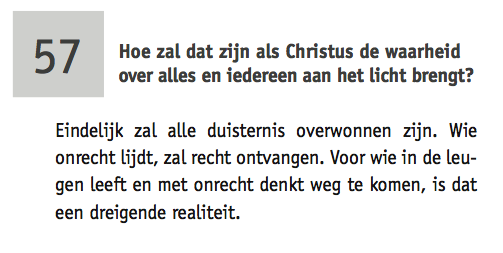 57
Hoe zal dat zijn als Christus de waarheid
over alles en iedereen aan het licht brengt?
Eindelijk zal alle duisternis overwonnen zijn. Wie
onrecht lijdt, zal recht ontvangen. Voor wie in de leu-
gen leeft en met onrecht denkt weg te komen, is dat
een dreigende realiteit.